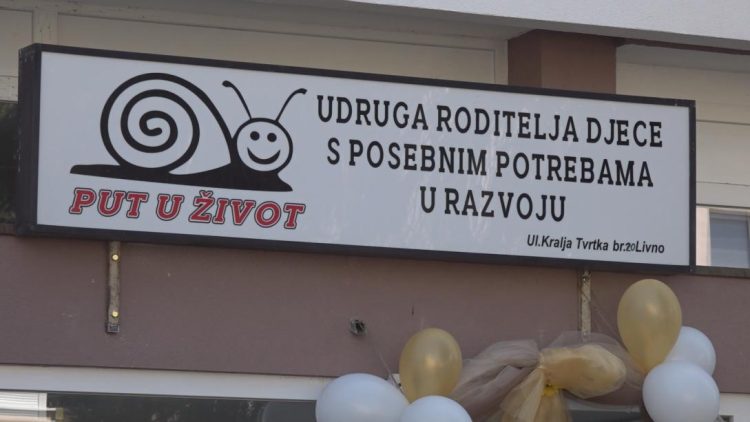 PUT U ŽIVOT
UDRUGA RODITELJA DJECE
S POSEBNIM POTREBAMA
U RAZVOJU
Ul.Kralja Tvrtka br.20Livno